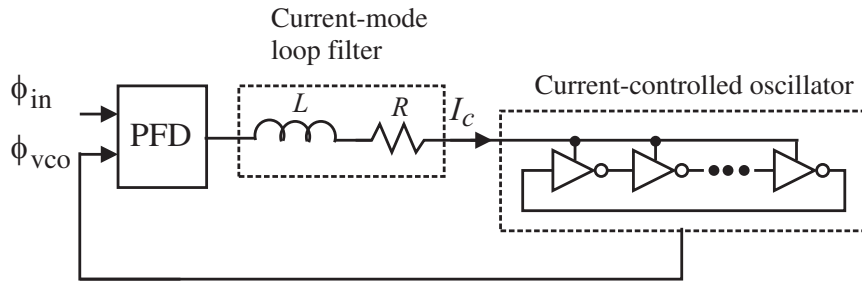 Current-mode
loop filter
Current-controlled oscillator
ϕin
L
R
Ic
PFD
ϕvco